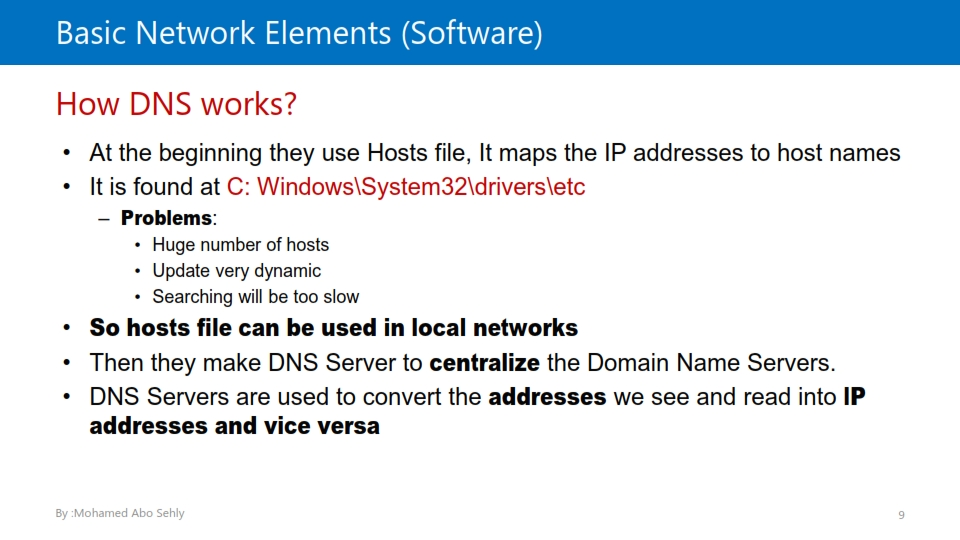 Basic Network Elements (Software)
How DNS works?
• At the beginning they use Hosts file, It maps the IP addresses to host names
• It is found at C: Windows\System32\drivers\etc
– Problems:
• Huge number of hosts
• Update very dynamic
• Searching will be too slow
• So hosts file can be used in local networks
• Then they make DNS Server to centralize the Domain Name Servers.
• DNS Servers are used to convert the addresses we see and read into IP
addresses and vice versa
By :Mohamed Abo Sehly
9